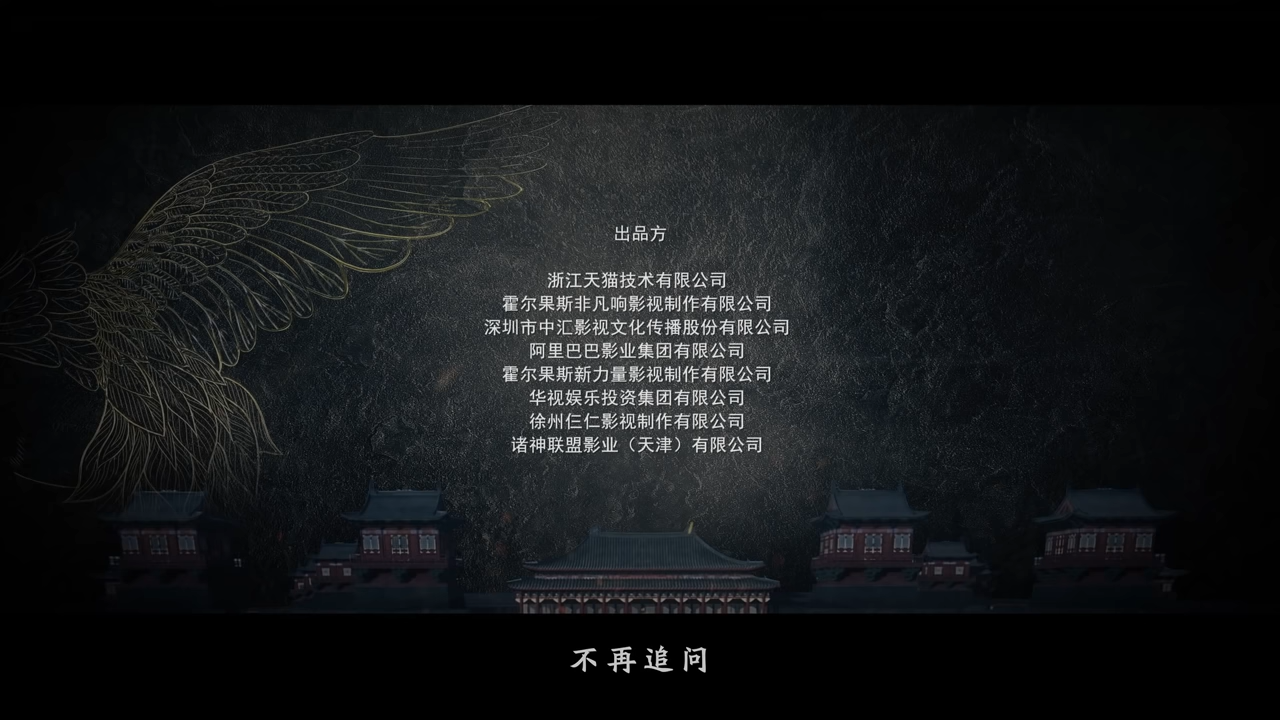 出品方
浙江天猫技术有限公司
霍尔果斯非凡响影视制作有限公司
深圳市中汇影视文化传播股份有限公司
阿里巴巴影业集团有限公司
霍尔果斯新力量影视制作有限公司
华视娱乐投资集团有限公司
徐州仨仁影视制作有限公司
诸神联盟影业（天津）有限公司
不再追问